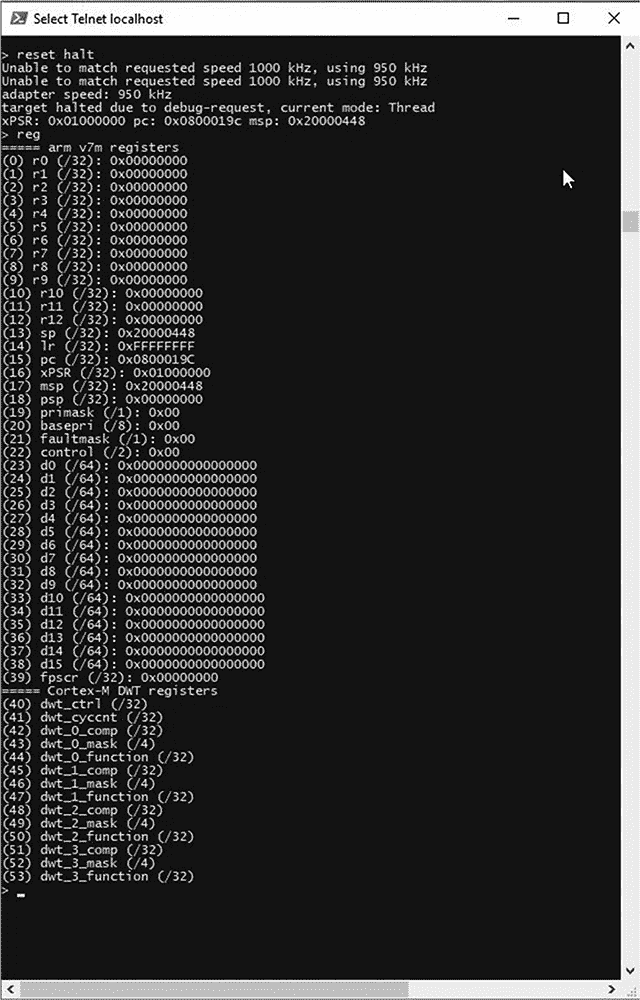 Select Telnet localhost
> reset halt
Unable to match requested speed 1000 kHz, using 950 kHz
Unable to match requested speed 1000 kHz, using 950 kHz
adapter speed: 950 kHz
target halted due to debug-request, current mode: Thread
xPSR: 0x01000000 pc: 0x0800019c msp: 0x20000448
> reg
===== arm v7m registers
(0) r0 (/32): 0x00000000
(1) r1 (/32): 0x00000000
(2) r2 (/32): 0x00000000
(3) r3 (/32): 0x00000000
(4) r4 (/32): 0x00000000
(5) r5 (/32): 0x00000000
(6) r6 (/32): 0x00000000
(7) r7 (/32): 0x00000000
(8) r8 (/32): 0x00000000
(9) r9 (/32): 0x00000000
(10) r10 (/32): 0x00000000
(11) r11 (/32): 0x00000000
(12) r12 (/32): 0x00000000
(13) sp (/32): 0x20000448
(14) lr (/32): 0xFFFFFFFF
(15) pc (/32): 0x0800019C
(16) xPSR (/32): 0x01000000
(17) msp (/32): 0x20000448
(18) psp (/32): 0x00000000
(19) primask (/1): 0x00
(20) basepri (/8): 0x00
(21) faultmask (/1): 0x00
(22) control (/2): 0x00
(23) d0 (/64): 0x0000000000000000
(24) d1 (/64): 0x0000000000000000
(25) d2 (/64): 0x0000000000000000
(26) d3 (/64): 0x0000000000000000
(27) d4 (/64): 0x0000000000000000
(28) d5 (/64): 0x0000000000000000
(29) d6 (/64): 0x0000000000000000
(30) d7 (/64): 0x0000000000000000
(31) d8 (/64): 0x0000000000000000
(32) d9 (/64): 0x0000000000000000
(33) d10 (/64): 0x0000000000000000
(34) d11 (/64): 0x0000000000000000
(35) d12 (/64): 0x0000000000000000
(36) d13 (/64): 0x0000000000000000
(37) d14 (/64): 0x0000000000000000
(38) d15 (/64): 0x0000000000000000
(39) fpscr (/32): 0x00000000
===== Cortex-M DWT registers
(40) dwt_ctrl (/32)
(41) dwt_cyccnt (/32)
(42) dwt_0_comp (/32)
(43) dwt_0_mask (/4)
(44) dwt_0_function (/32)
(45) dwt_1_comp (/32)
(46) dwt_1_mask (/4)
(47) dwt_1_function (/32)
(48) dwt_2_comp (/32)
(49) dwt_2_mask (/4)
(50) dwt_2_function (/32)
(51) dwt_3_comp (/32)
(52) dwt_3_mask (/4)
(53) dwt_3_function (/32)
>